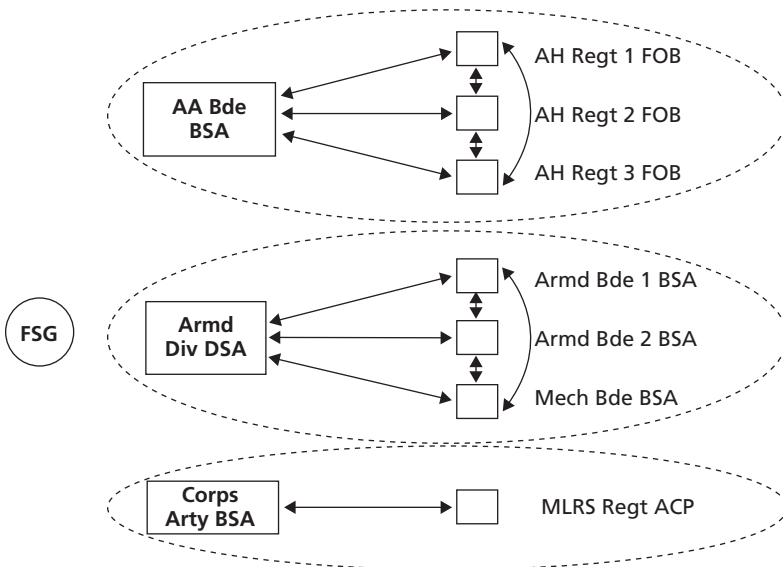 AA Bde
BSA
AH Regt 1 FOB
AH Regt 2 FOB
AH Regt 3 FOB
FSG
Armd
Div DSA
Armd Bde 1 BSA
Armd Bde 2 BSA
Mech Bde BSA
Corps
Arty BSA
MLRS Regt ACP